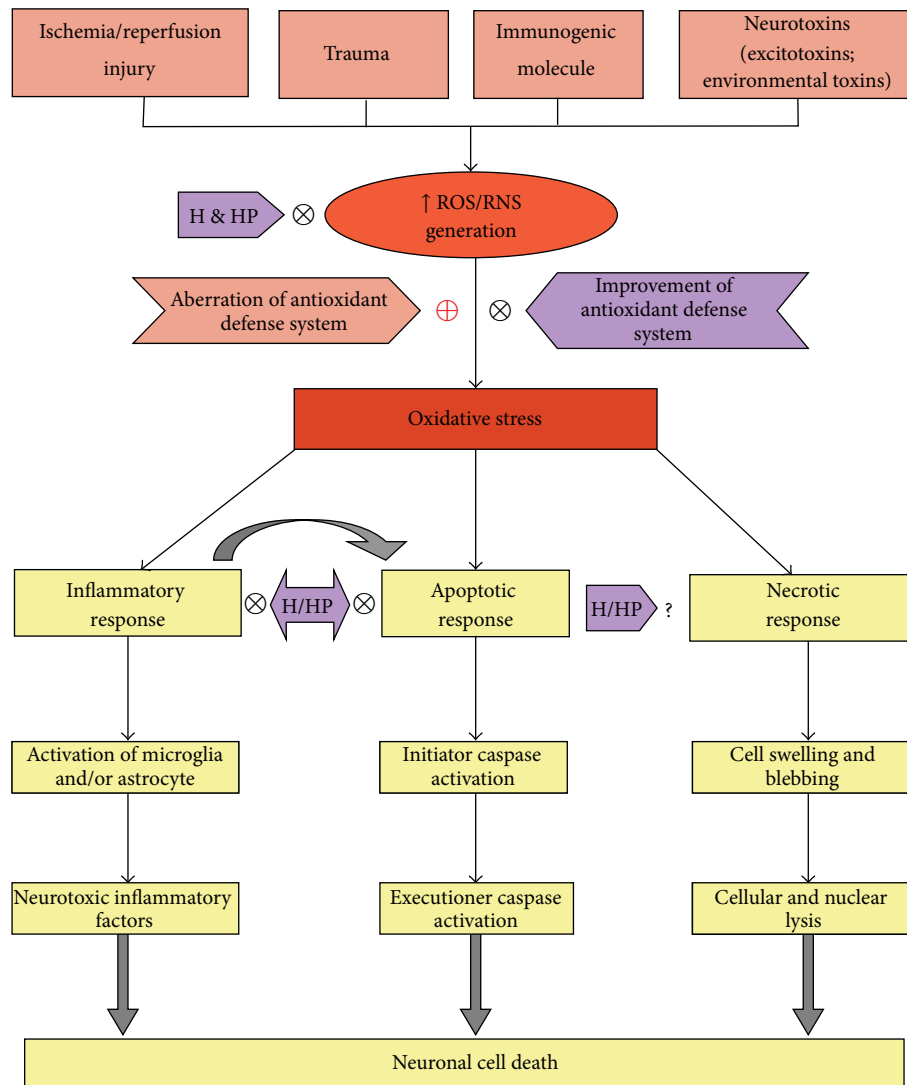 Ischemia/reperfusion
injury
Trauma
Immunogenic
molecule
Neurotoxins
(excitotoxins;
environmental toxins)
H & HP
↑ ROS/RNS
generation
Aberration of antioxidant
defense system
Improvement of
antioxidant defense
system
Oxidative stress
Inflammatory
response
H/HP
Apoptotic
response
H/HP
?
Necrotic
response
Activation of microglia
and/or astrocyte
Initiator caspase
activation
Cell swelling and
blebbing
Neurotoxic inflammatory
factors
Executioner caspase
activation
Cellular and nuclear
lysis
Neuronal cell death